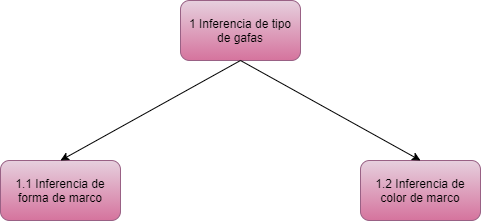 1 Inferencia de tipo
de gafas
1.1 Inferencia de
forma de marco
1.2 Inferencia de
color de marco